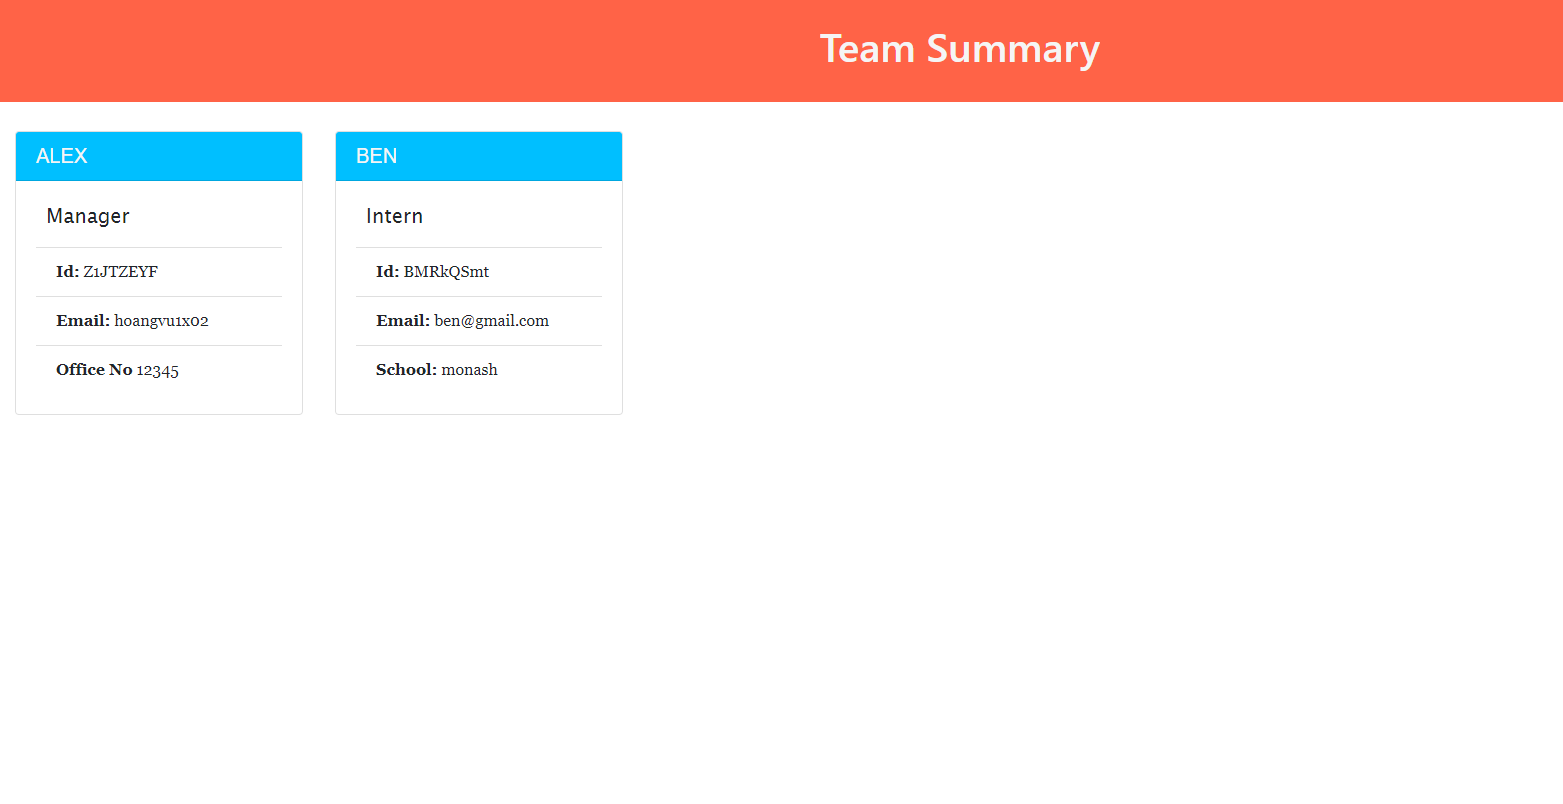 Team Summary
ALEX
Manager
Id: Z1JTZEYF
Email: hoangvu1x02
Office No 12345
BEN
Intern
Id: BMRkQSmt
Email: ben@gmail.com
School: monash